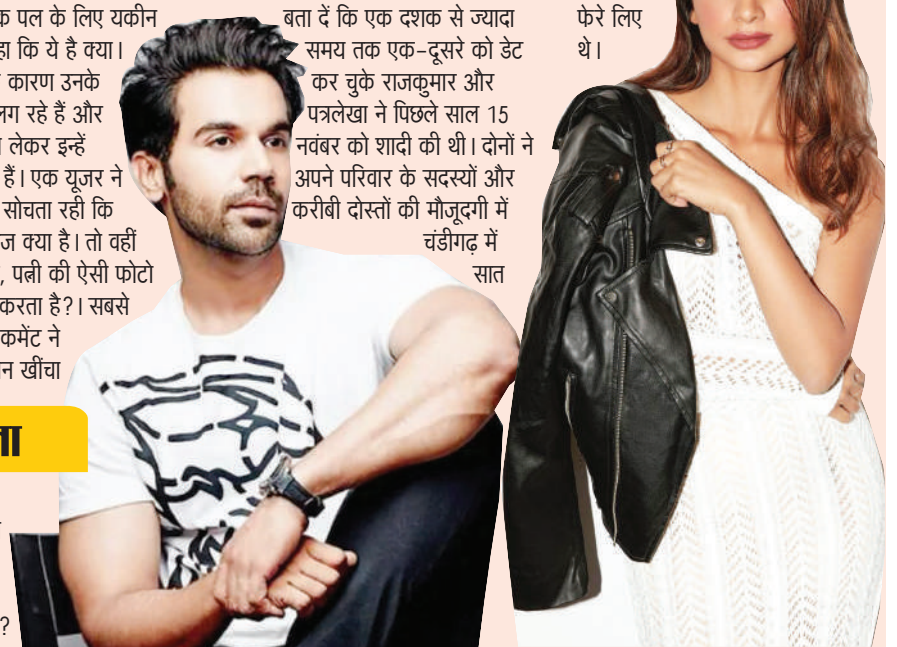 पल के लिए यकीन
कि ये है क्या।
कारण उनके
लग रहे हैं और
लेकर इन्हें
हैं। एक यूजर ने
सोचता रही कि
क्या है। तो वहीं
, पत्नी की ऐसी फोटो
करता है?। सबसे
कमेंट ने
खींचा
?
बता दें कि एक दशक से ज्यादा
समय तक एक-दूसरे को डेट
कर चुके राजकुमार और
पत्रलेखा ने पिछले साल 15
नवंबर को शादी की थी। दोनों ने
अपने परिवार के सदस्यों और
करीबी दोस्तों की मौजूदगी में
चंडीगढ़ में
सात
फेरे लिए
थे।